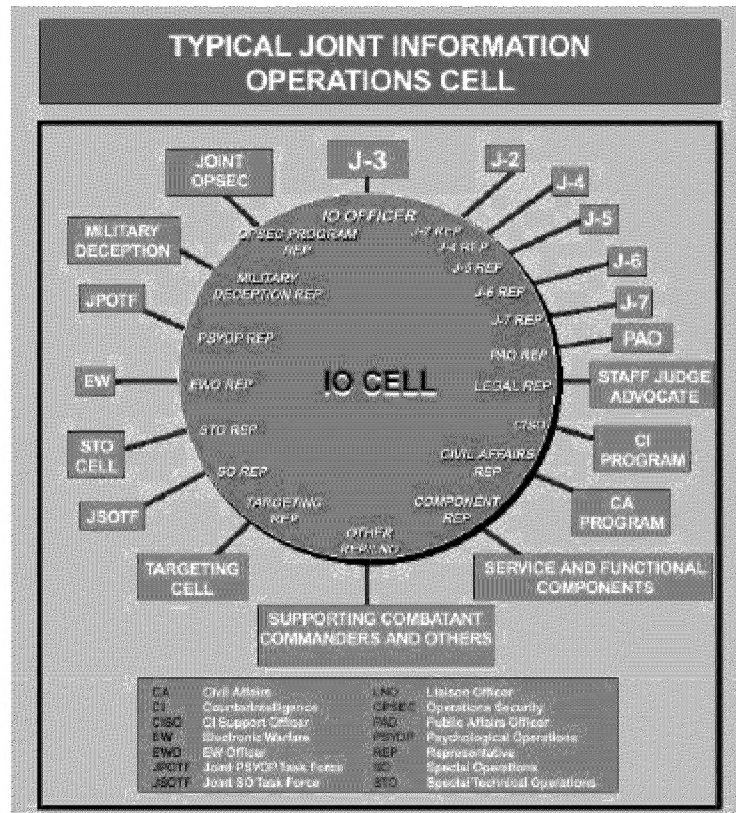 TYPICAL JOINT INFORMATION
OPERATIONS CELL
J-3
JOINT
OPSEC
MILITARY
DECEPTION
JPOTF
EW
STO
CELL
JSOTF
TARGETING
CELL
SUPPORTING COMBATANT
COMMANDERS AND OTHERS
J-2
J-4
J-5
J-6
J-7
PAO
STAFF JUDGE
ADVOCATE
CI
PROGRAM
CA
PROGRAM
SERVICE AND FUNCTIONAL
COMPONENTS
IO OFFICER
OPSEC PROGRAM
REP
MILITARY
DECEPTION REP
PSYOP REP
EWO REP
STO REP
SO REP
TARGETING
REP
OTHER
REP/LNO
J-2 REP
J-4 REP
J-5 REP
J-6 REP
J-7 REP
PAO REP
LEGAL REP
CISO
CIVIL AFFAIRS
REP
COMPONENT
REP
IO CELL
CA Civil Affairs
CI Counterintelligence
CISO CI Support Officer
EW Electronic Warfare
EWO EW Officer
JPOTF Joint PSYOP Task Force
JSOTF Joint SO Task Force
LNO Liaison Officer
OPSEC Operations Security
PAO Public Affairs Officer
PSYOP Psychological Operations
REP Representative
SO Special Operations
STO Special Technical Operations